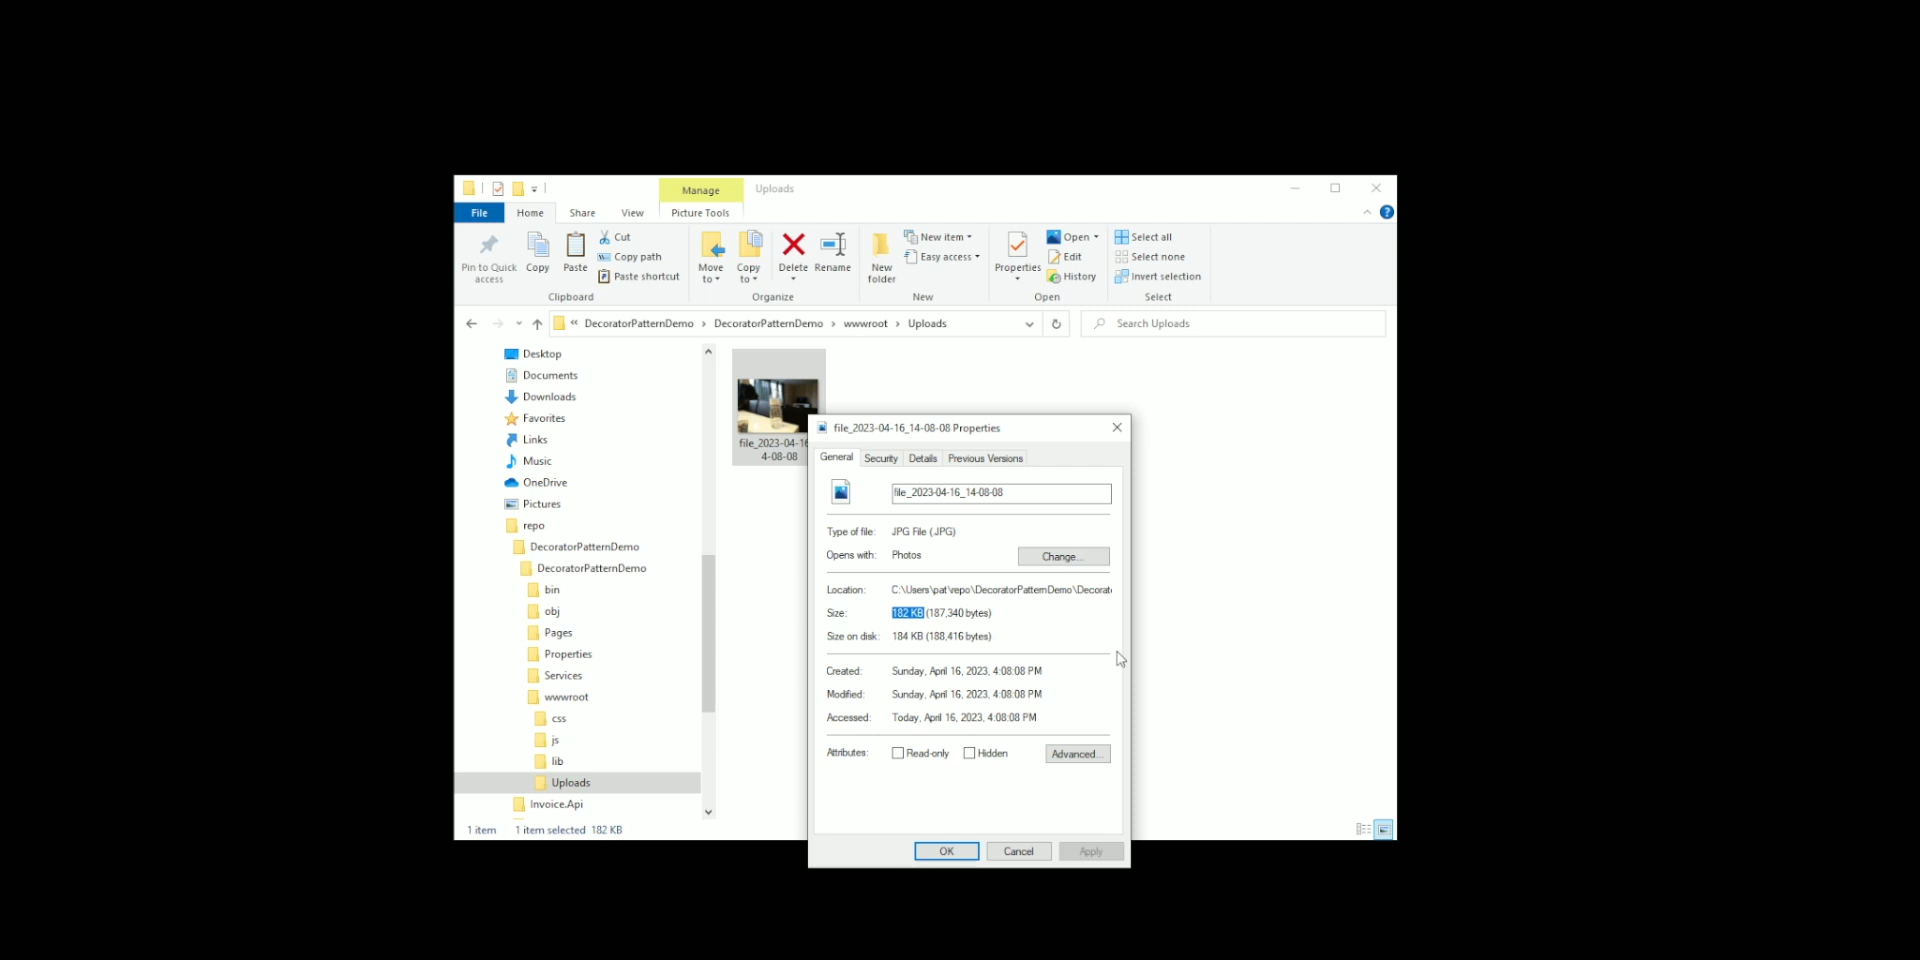 Manage
Uploads
File
Home
Share
View
Picture Tools
Pin to Quick access
Copy
Paste
Cut
Copy path
Paste shortcut
Clipboard
Move to
Copy to
Delete
Rename
Organize
New folder
New item
Easy access
New
Properties
Open
Edit
History
Open
Select all
Select none
Invert selection
Select
« DecoratorPatternDemo › DecoratorPatternDemo › wwwroot › Uploads
Search Uploads
Desktop
Documents
Downloads
Favorites
Links
Music
OneDrive
Pictures
repo
DecoratorPatternDemo
DecoratorPatternDemo
bin
obj
Pages
Properties
Services
wwwroot
css
js
lib
Uploads
Invoice.Api
1 item
1 item selected 182 KB
file_2023-04-16
4-08-08
file_2023-04-16_14-08-08 Properties
General
Security
Details
Previous Versions
file_2023-04-16_14-08-08
Type of file: JPG File (.JPG)
Opens with: Photos
Change...
Location: C:\Users\pat\repo\DecoratorPatternDemo\Decorat
Size: 182 KB (187,340 bytes)
Size on disk: 184 KB (188,416 bytes)
Created: Sunday, April 16, 2023, 4:08:08 PM
Modified: Sunday, April 16, 2023, 4:08:08 PM
Accessed: Today, April 16, 2023, 4:08:08 PM
Attributes: Read-only Hidden
Advanced...
OK
Cancel
Apply